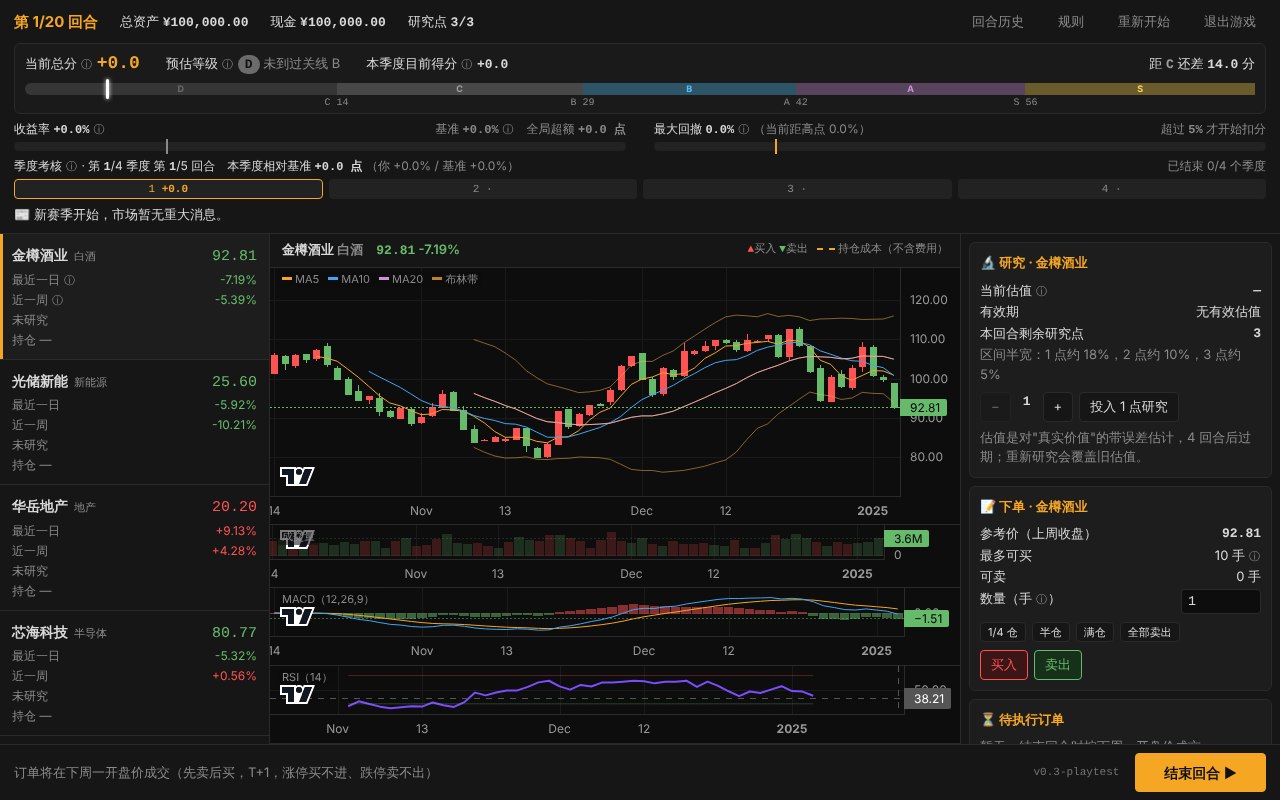 第 1/20 回合 总资产 ¥100,000.00 现金 ¥100,000.00 研究点 3/3 回合历史 规则 重新开始 退出游戏
当前总分 ⓘ +0.0 预估等级 ⓘ D 未到过关线 B 本季度目前得分 ⓘ +0.0 距 C 还差 14.0 分
D C B A S
C 14 B 29 A 42 S 56
收益率 +0.0% ⓘ 基准 +0.0% ⓘ 全局超额 +0.0 点 最大回撤 0.0% ⓘ （当前距高点 0.0%） 超过 5% 才开始扣分
季度考核 ⓘ · 第 1/4 季度 第 1/5 回合 本季度相对基准 +0.0 点 （你 +0.0% / 基准 +0.0%） 已结束 0/4 个季度
1 +0.0 2 · 3 · 4 ·
📰 新赛季开始，市场暂无重大消息。
金樽酒业 白酒 92.81
最近一日 ⓘ -7.19%
近一周 ⓘ -5.39%
未研究
持仓 —
光储新能 新能源 25.60
最近一日 -5.92%
近一周 -10.21%
未研究
持仓 —
华岳地产 地产 20.20
最近一日 +9.13%
近一周 +4.28%
未研究
持仓 —
芯海科技 半导体 80.77
最近一日 -5.32%
近一周 +0.56%
未研究
持仓 —
金樽酒业 白酒 92.81 -7.19% ▲买入 ▼卖出 持仓成本（不含费用）
MA5 MA10 MA20 布林带
120.00
110.00
100.00
92.81
90.00
80.00
14 Nov 13 Dec 12 2025
3.6M
0
4 Nov 13 Dec 12 2025
MACD（12,26,9）
−1.51
14 Nov 13 Dec 12 2025
RSI（14）
38.21
Nov 13 Dec 12 2025
🔬 研究 · 金樽酒业
当前估值 ⓘ —
有效期 无有效估值
本回合剩余研究点 3
区间半宽：1 点约 18%，2 点约 10%，3 点约
5%
− 1 + 投入 1 点研究
估值是对"真实价值"的带误差估计，4 回合后过
期；重新研究会覆盖旧估值。
📝 下单 · 金樽酒业
参考价（上周收盘） 92.81
最多可买 10 手 ⓘ
可卖 0 手
数量（手 ⓘ） 1
1/4 仓 半仓 满仓 全部卖出
买入 卖出
⏳ 待执行订单
订单将在下周一开盘价成交（先卖后买，T+1，涨停买不进、跌停卖不出） v0.3-playtest 结束回合 ▶